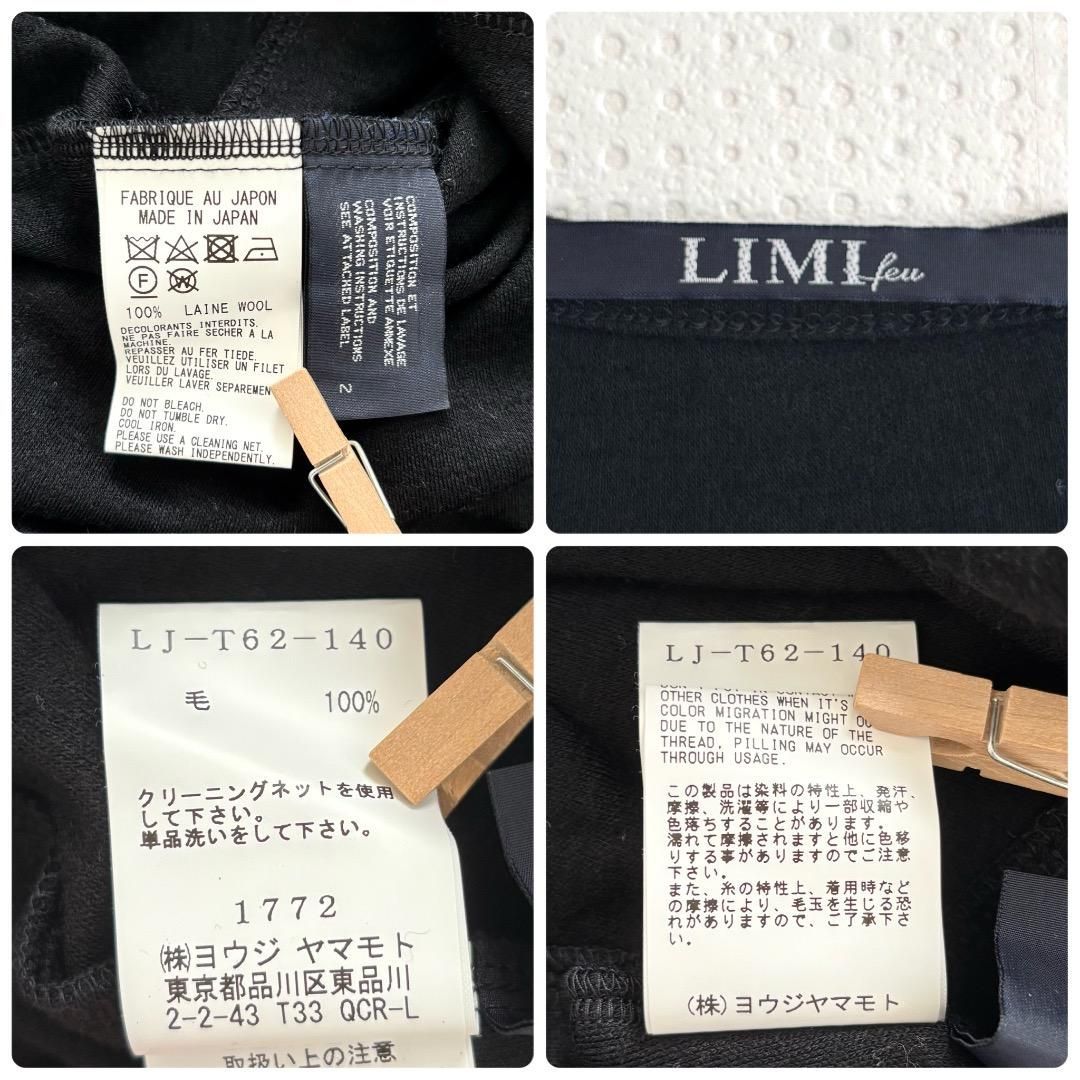 FABRIQUE AU JAPON
MADE IN JAPAN
F
W
100% LAINE WOOL
DECOLORANTS INTERDITS.
NE PAS FAIRE SECHER A LA
MACHINE.
REPASSER AU FER TIEDE.
VEUILLEZ UTILISER UN FILET
LORS DU LAVAGE.
VEUILLER LAVER SEPAREMEN
DO NOT BLEACH.
DO NOT TUMBLE DRY.
COOL IRON.
PLEASE USE A CLEANING NET.
PLEASE WASH INDEPENDENTLY.
COMPOSITION ET
INSTRUCTIONS DE LAVAGE
VOIR ETIQUETTE ANNEXE
COMPOSITION AND
WASHING INSTRUCTIONS
SEE ATTACHED LABEL
2
LIMI feu
LJ-T62-140
毛 100%
クリーニングネットを使用
して下さい。
単品洗いをして下さい。
1772
(株)ヨウジ ヤマモト
東京都品川区東品川
2-2-43 T33 QCR-L
取扱い上の注意
LJ-T62-140
OTHER CLOTHES WHEN IT'S
COLOR MIGRATION MIGHT
DUE TO THE NATURE OF THE
THREAD, PILLING MAY OCCUR
THROUGH USAGE.
この製品は染料の特性上、発汗、
摩擦、洗濯等により一部収縮や
色落ちすることがあります。
濡れて摩擦されますと他に色移
りする事がありますのでご注意
下さい。
また、糸の特性上、着用時など
の摩擦により、毛玉を生じる恐
れがありますので、ご了承下さ
い。
(株)ヨウジヤマモト